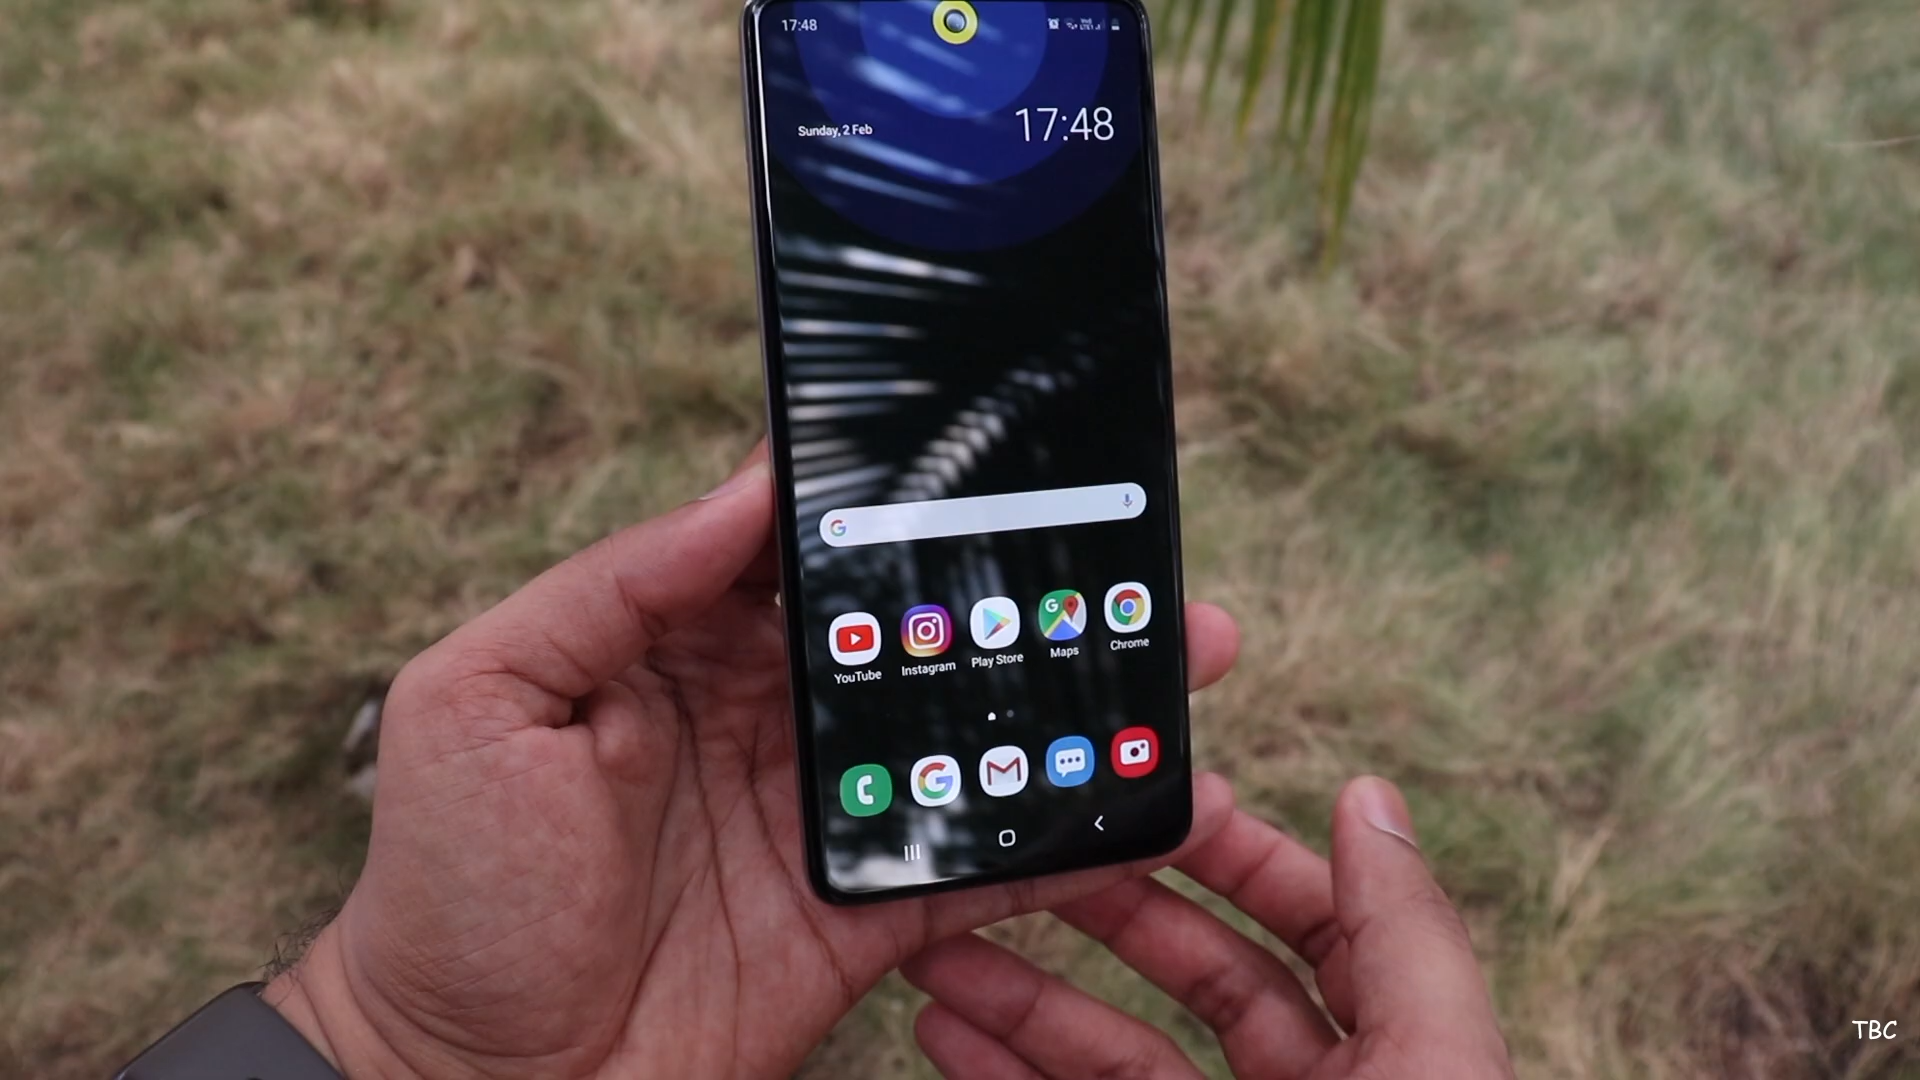 17:48
Sunday, 2 Feb
17:48
YouTube
Instagram
Play Store
Maps
Chrome
TBC